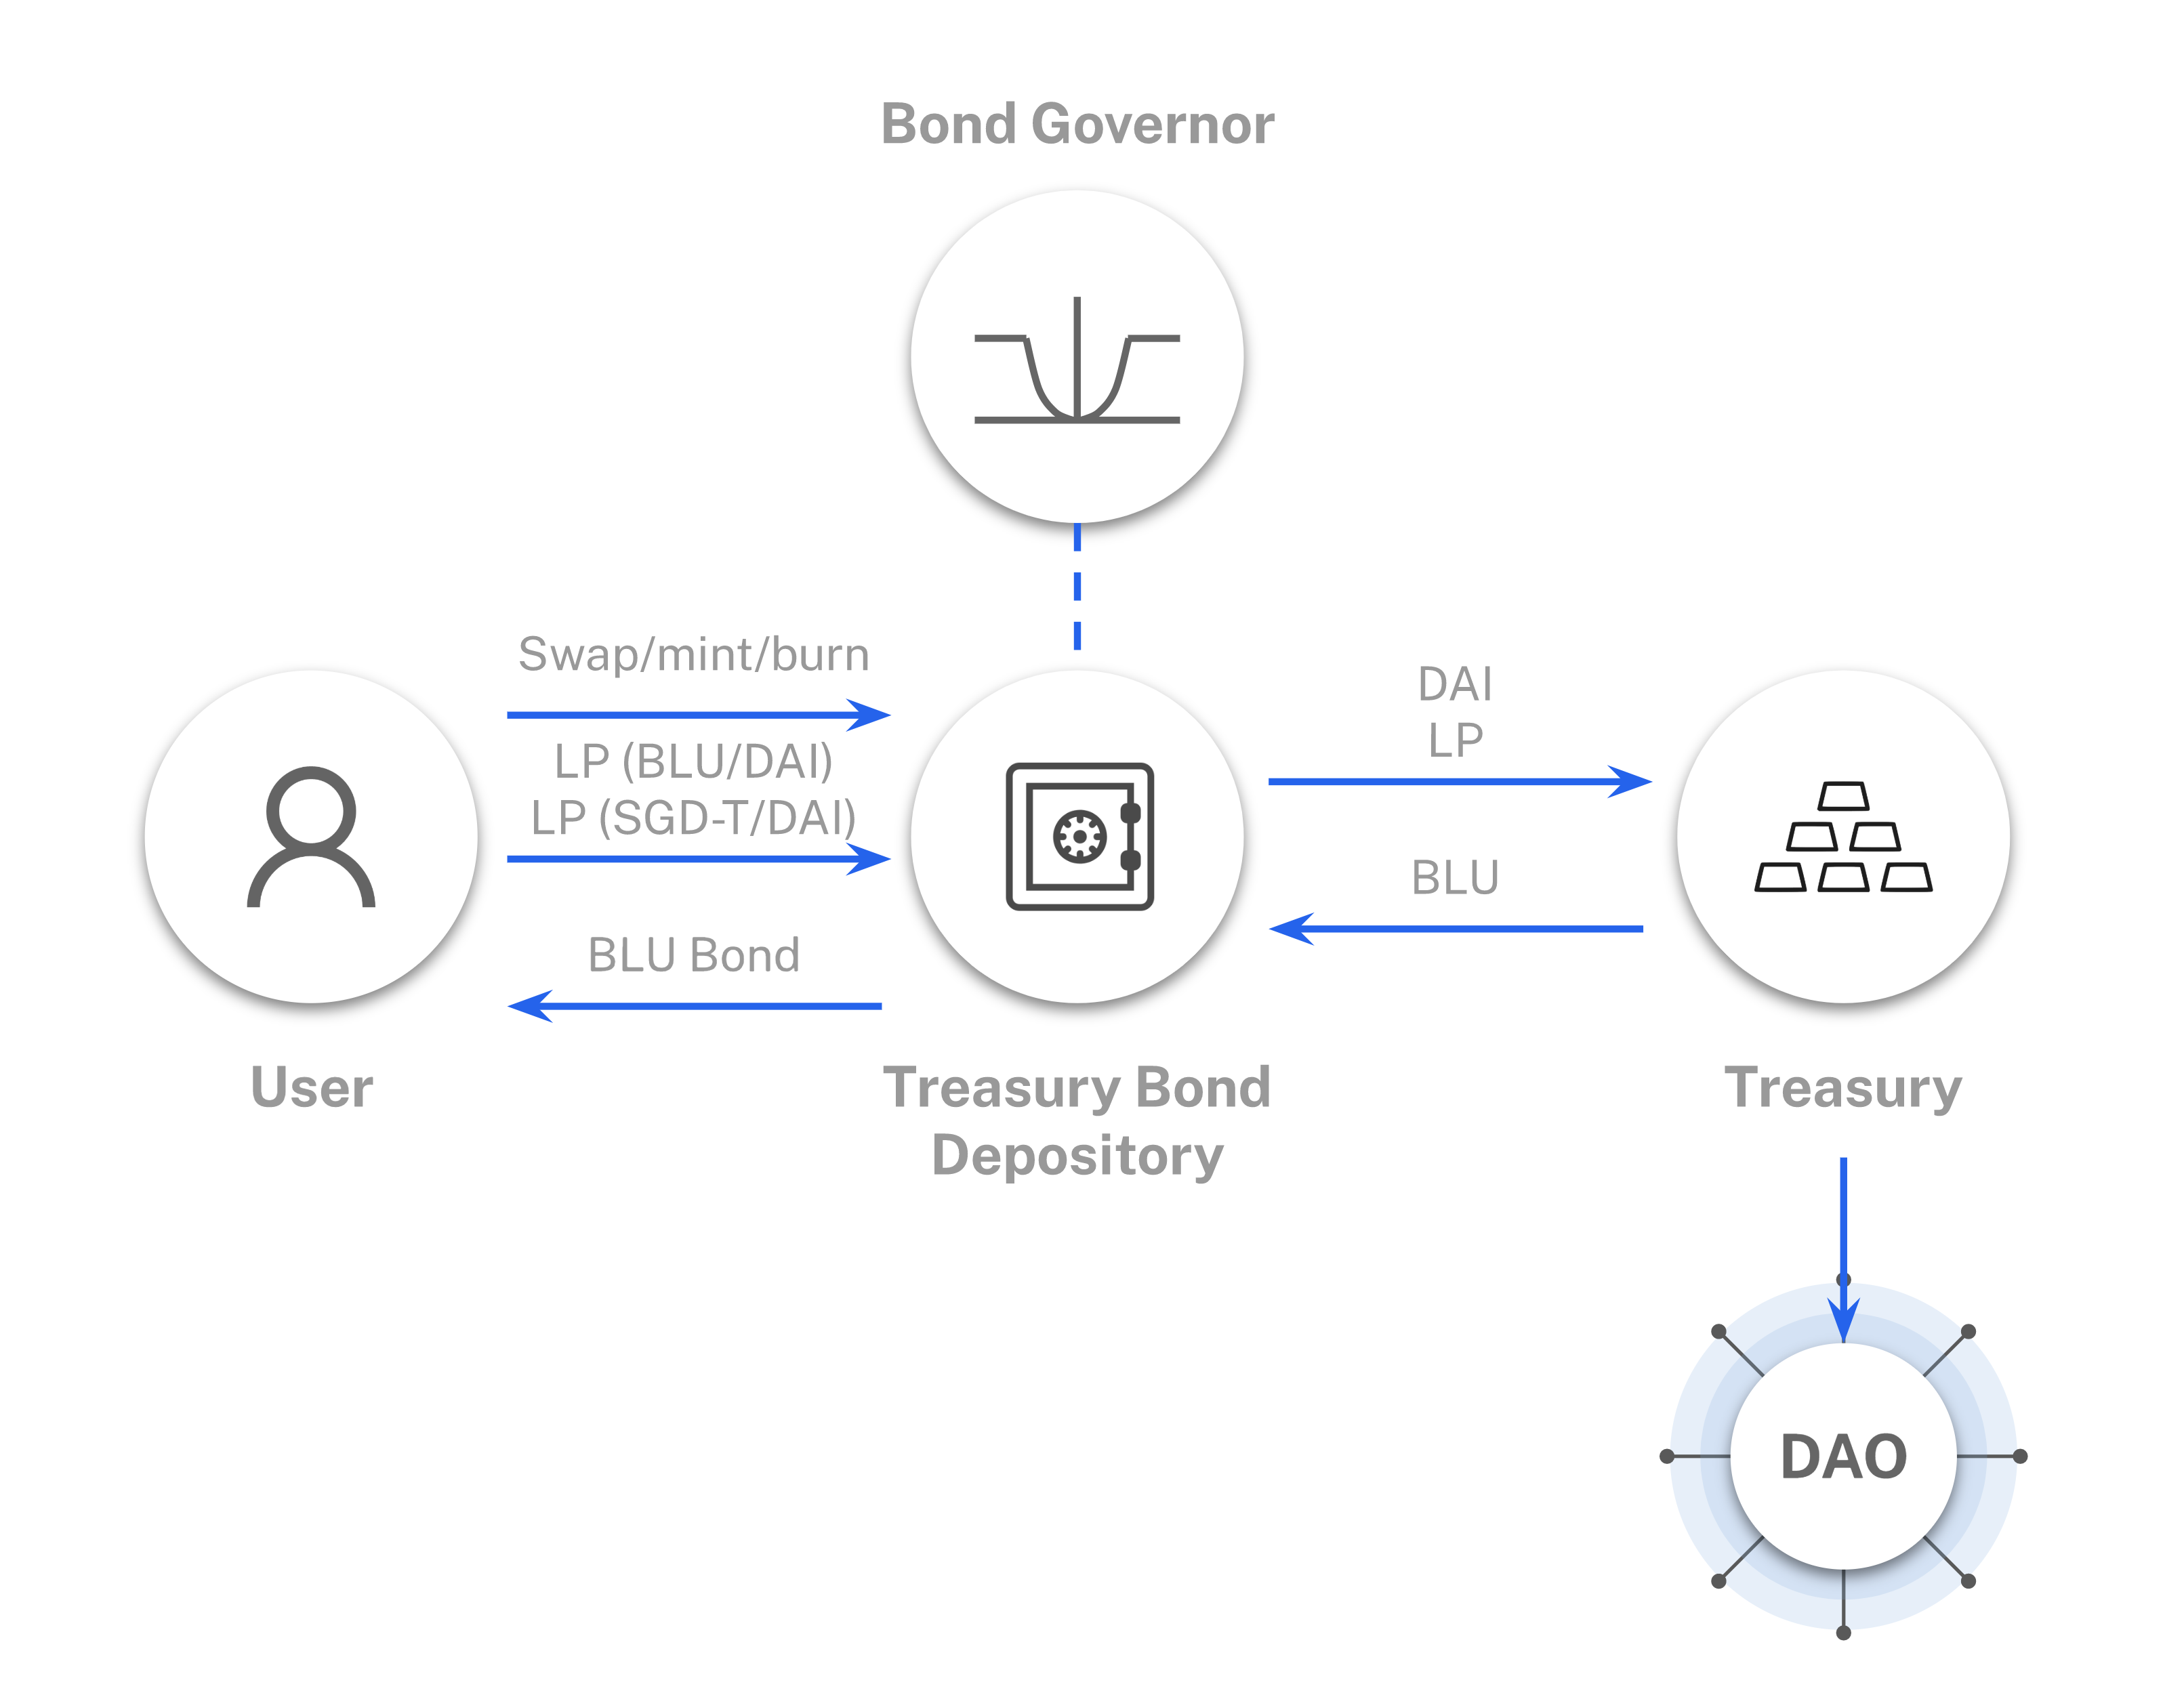 Bond Governor
Swap/mint/burn
LP (BLU/DAI)
LP (SGD-T/DAI)
BLU Bond
DAI
LP
BLU
User
Treasury Bond
Depository
Treasury
DAO